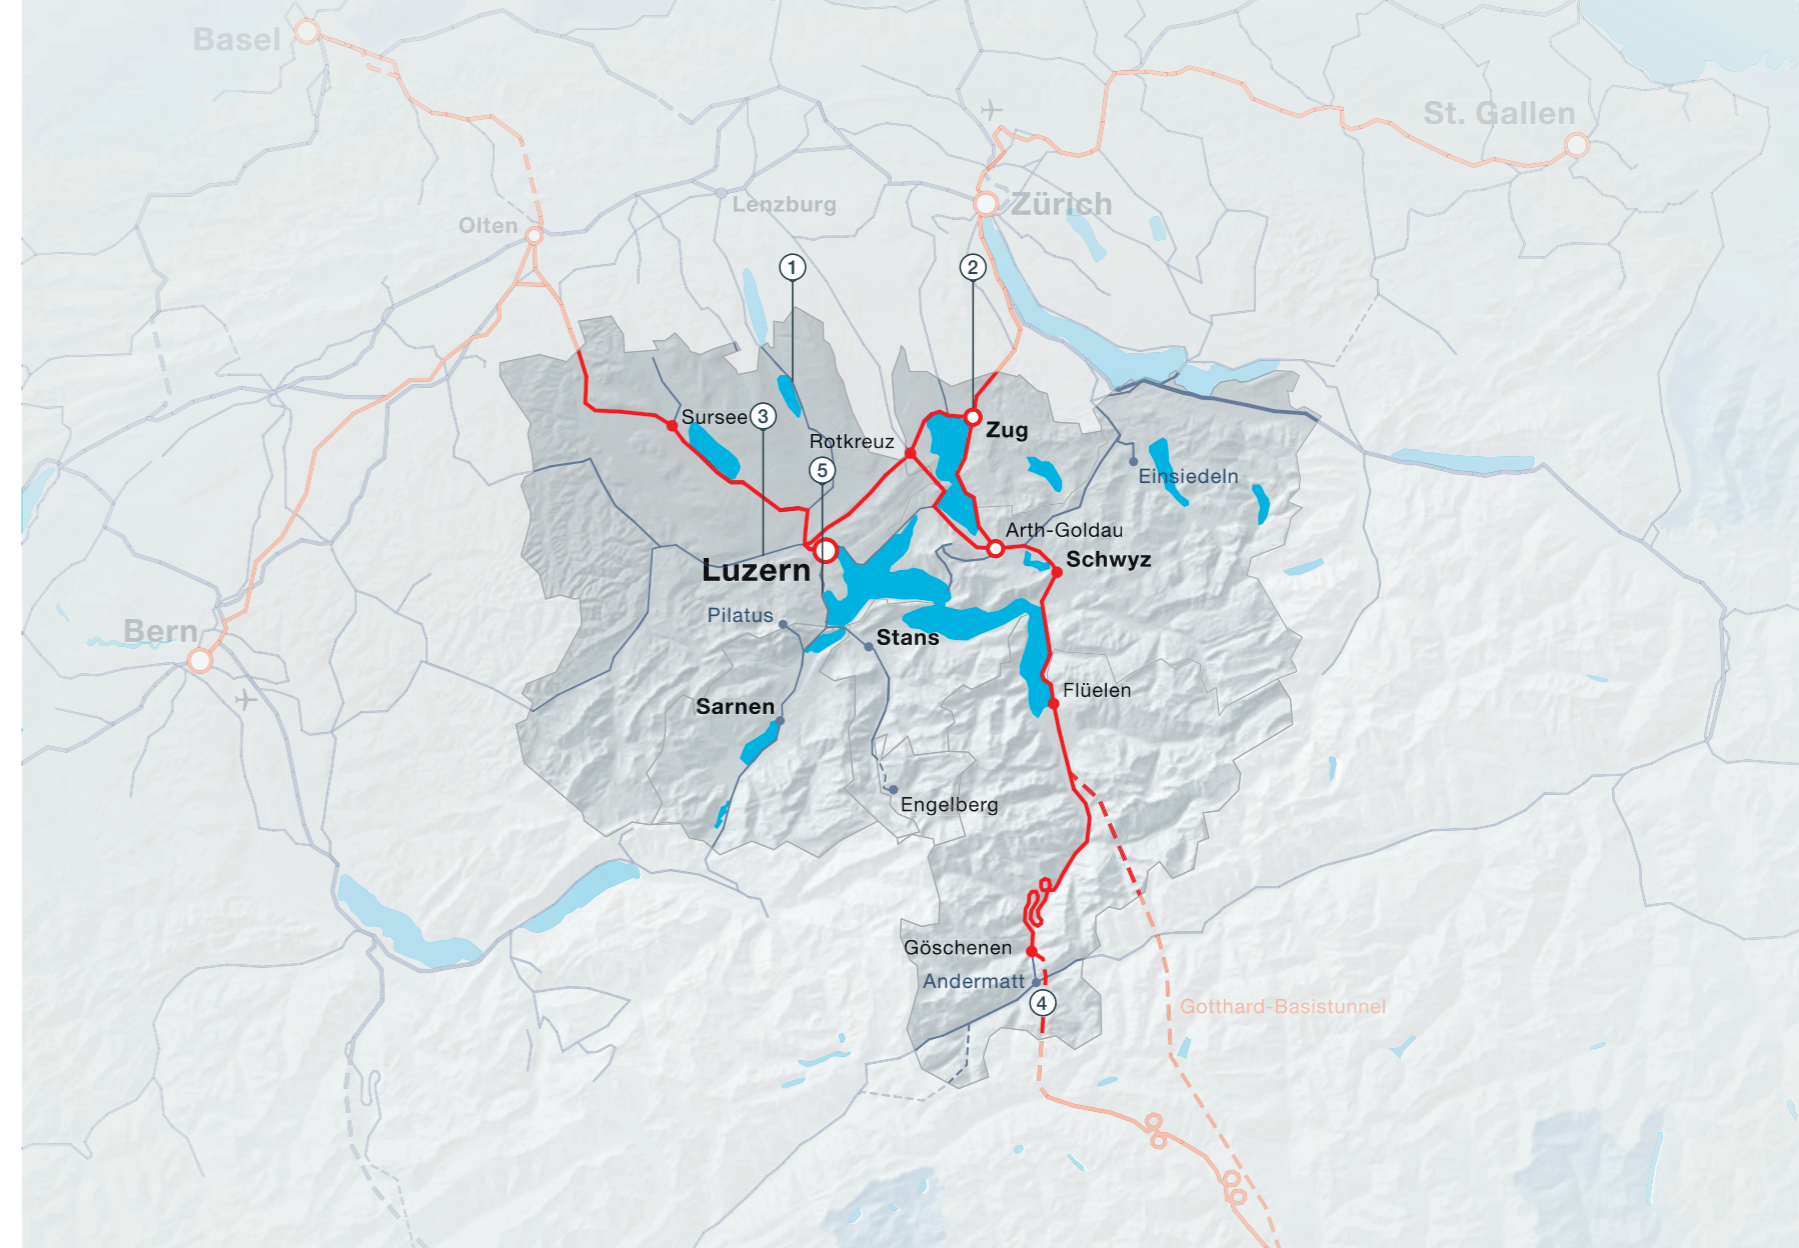 Basel
St. Gallen
Lenzburg
Zürich
Olten
1
2
Sursee
3
Zug
Rotkreuz
5
Einsiedeln
Arth-Goldau
Schwyz
Luzern
Pilatus
Bern
Stans
Flüelen
Sarnen
Engelberg
Göschenen
Andermatt
4
Gotthard-Basistunnel